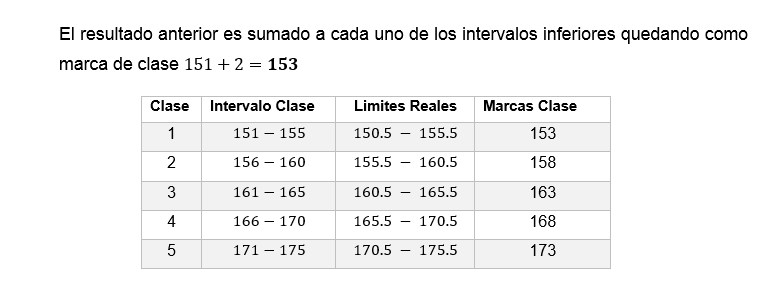 El resultado anterior es sumado a cada uno de los intervalos inferiores quedando como
marca de clase 151 + 2 = 153
Clase Intervalo Clase Limites Reales Marcas Clase
1 151 − 155 150.5 − 155.5 153
2 156 − 160 155.5 − 160.5 158
3 161 − 165 160.5 − 165.5 163
4 166 − 170 165.5 − 170.5 168
5 171 − 175 170.5 − 175.5 173